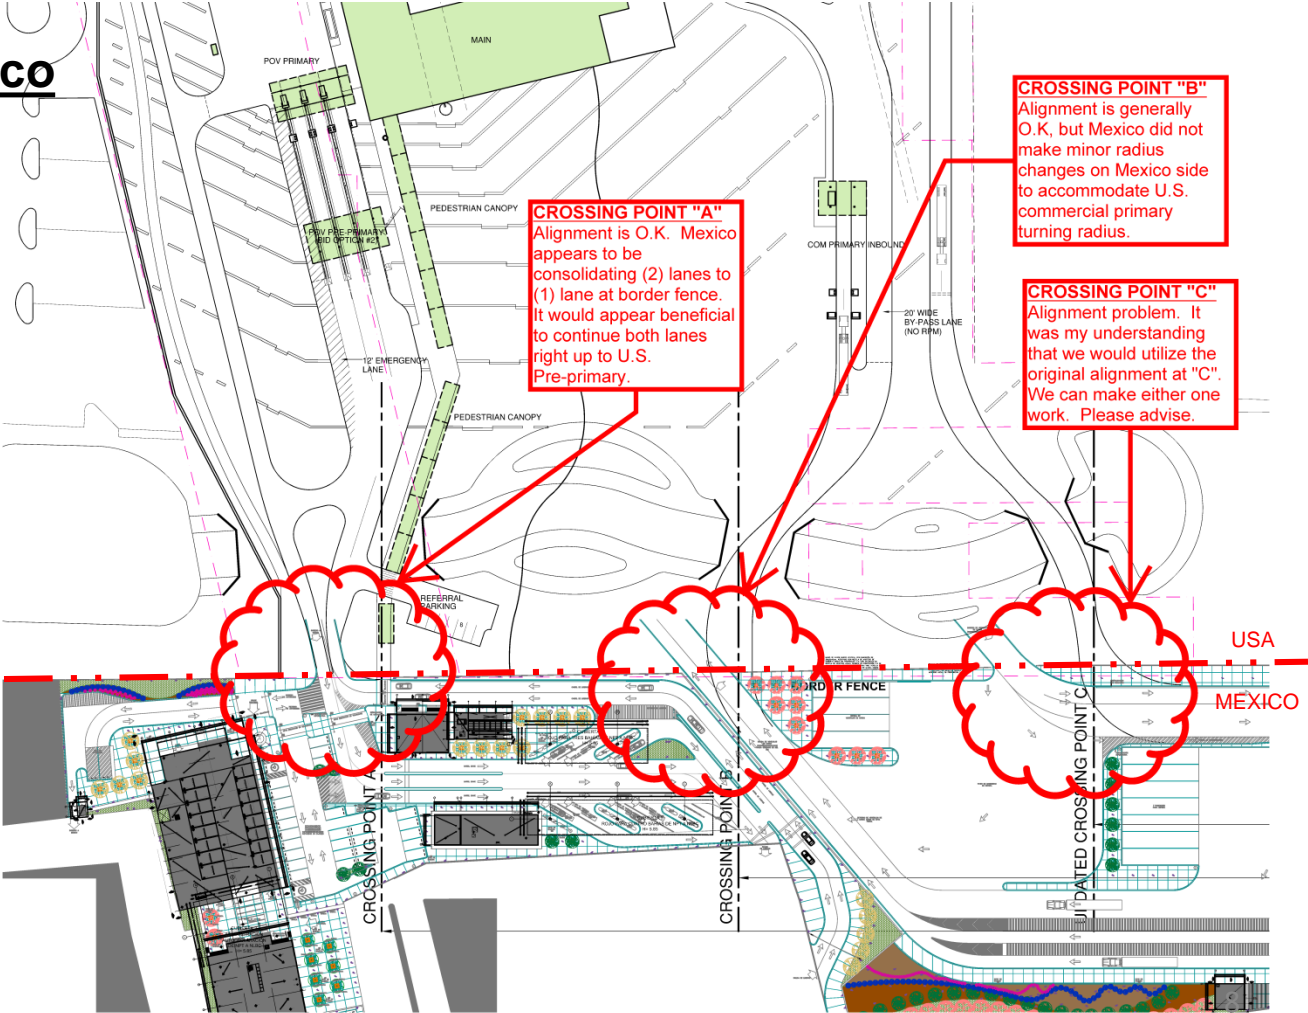 co
MAIN
POV PRIMARY
CROSSING POINT "B"
Alignment is generally
O.K, but Mexico did not
make minor radius
changes on Mexico side
to accommodate U.S.
commercial primary
turning radius.
PEDESTRIAN CANOPY
CROSSING POINT "A"
Alignment is O.K. Mexico
appears to be
consolidating (2) lanes to
(1) lane at border fence.
It would appear beneficial
to continue both lanes
right up to U.S.
Pre-primary.
POV PRE-PRIMARY
BID OPTION #2
COM PRIMARY INBOUND
CROSSING POINT "C"
Alignment problem. It
was my understanding
that we would utilize the
original alignment at "C".
We can make either one
work. Please advise.
20' WIDE
BY-PASS LANE
(NO RPM)
12' EMERGENCY
LANE
PEDESTRIAN CANOPY
REFERRAL
PARKING
8
USA
BORDER FENCE
MEXICO
CROSSING POINT A
CROSSING POINT B
UPDATED CROSSING POINT C